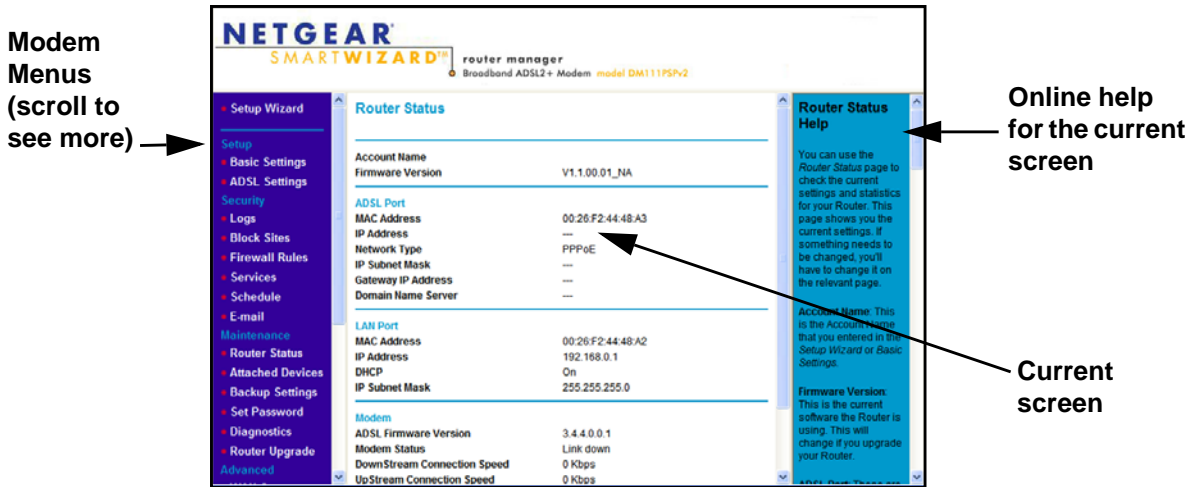 Modem
Menus
(scroll to
see more)
NETGEAR®
SMARTWIZARD™
router manager
Broadband ADSL2+ Modem model DM111PSPv2
Setup Wizard
Setup
Basic Settings
ADSL Settings
Security
Logs
Block Sites
Firewall Rules
Services
Schedule
E-mail
Maintenance
Router Status
Attached Devices
Backup Settings
Set Password
Diagnostics
Router Upgrade
Advanced
Router Status
Account Name
Firmware Version V1.1.00.01_NA
ADSL Port
MAC Address 00:26:F2:44:48:A3
IP Address ---
Network Type PPPoE
IP Subnet Mask ---
Gateway IP Address ---
Domain Name Server ---
LAN Port
MAC Address 00:26:F2:44:48:A2
IP Address 192.168.0.1
DHCP On
IP Subnet Mask 255.255.255.0
Modem
ADSL Firmware Version 3.4.4.0.0.1
Modem Status Link down
DownStream Connection Speed 0 Kbps
UpStream Connection Speed 0 Kbps
Router Status
Help
You can use the
Router Status page to
check the current
settings and statistics
for your Router. This
page shows you the
current settings. If
something needs to
be changed, you'll
have to change it on
the relevant page.
Account Name: This
is the Account Name
that you entered in the
Setup Wizard or Basic
Settings.
Firmware Version:
This is the current
software the Router is
using. This will
change if you upgrade
your Router.
ADSL Port: These are
Online help
for the current
screen
Current
screen